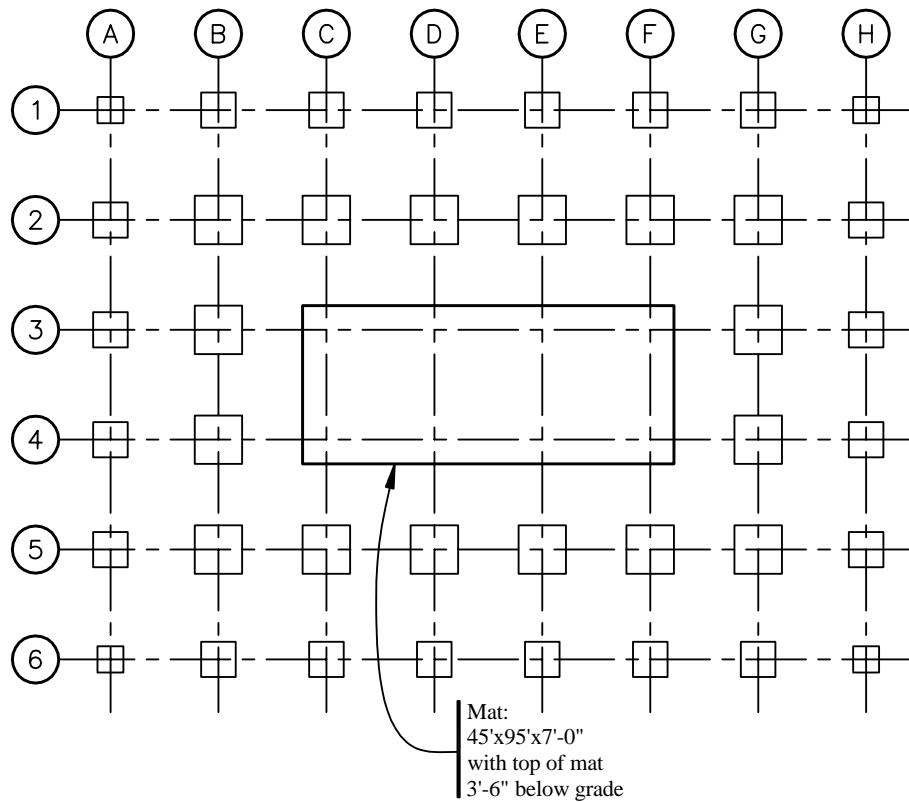 A B C D E F G H
1
2
3
4
5
6
Mat:
45'x95'x7'-0"
with top of mat
3'-6" below grade